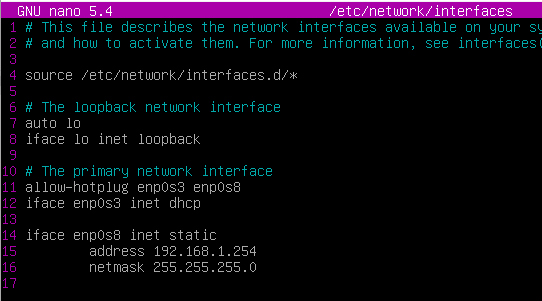 GNU nano 5.4 /etc/network/interfaces
1 # This file describes the network interfaces available on your sy
2 # and how to activate them. For more information, see interfaces(
3
4 source /etc/network/interfaces.d/*
5
6 # The loopback network interface
7 auto lo
8 iface lo inet loopback
9
10 # The primary network interface
11 allow-hotplug enp0s3 enp0s8
12 iface enp0s3 inet dhcp
13
14 iface enp0s8 inet static
15 address 192.168.1.254
16 netmask 255.255.255.0
17